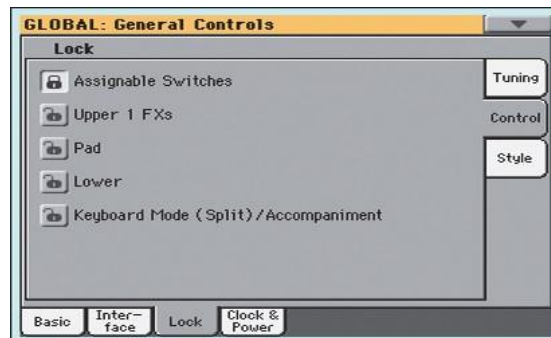 GLOBAL: General Controls
Lock
Assignable Switches
Upper 1 FXs
Pad
Lower
Keyboard Mode (Split)/Accompaniment
Tuning
Control
Style
Basic
Inter-
face
Lock
Clock &
Power